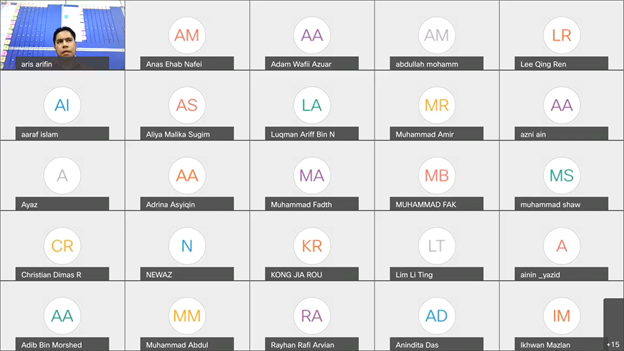 aris arifin
AM
Anas Ehab Nafei
AA
Adam Wafii Azuar
AM
abdullah mohamm
LR
Lee Qing Ren
AI
aaraf islam
AS
Aliya Malika Sugim
LA
Luqman Ariff Bin N
MR
Muhammad Amir
AA
azni ain
A
Ayaz
AA
Adrina Asyiqin
MA
Muhammad Fadth
MB
MUHAMMAD FAK
MS
muhammad shaw
CR
Christian Dimas R
N
NEWAZ
KR
KONG JIA ROU
LT
Lim Li Ting
A
ainin _yazid
AA
Adib Bin Morshed
MM
Muhammad Abdul
RA
Rayhan Rafi Arvian
AD
Anindita Das
IM
Ikhwan Mazlan
+15